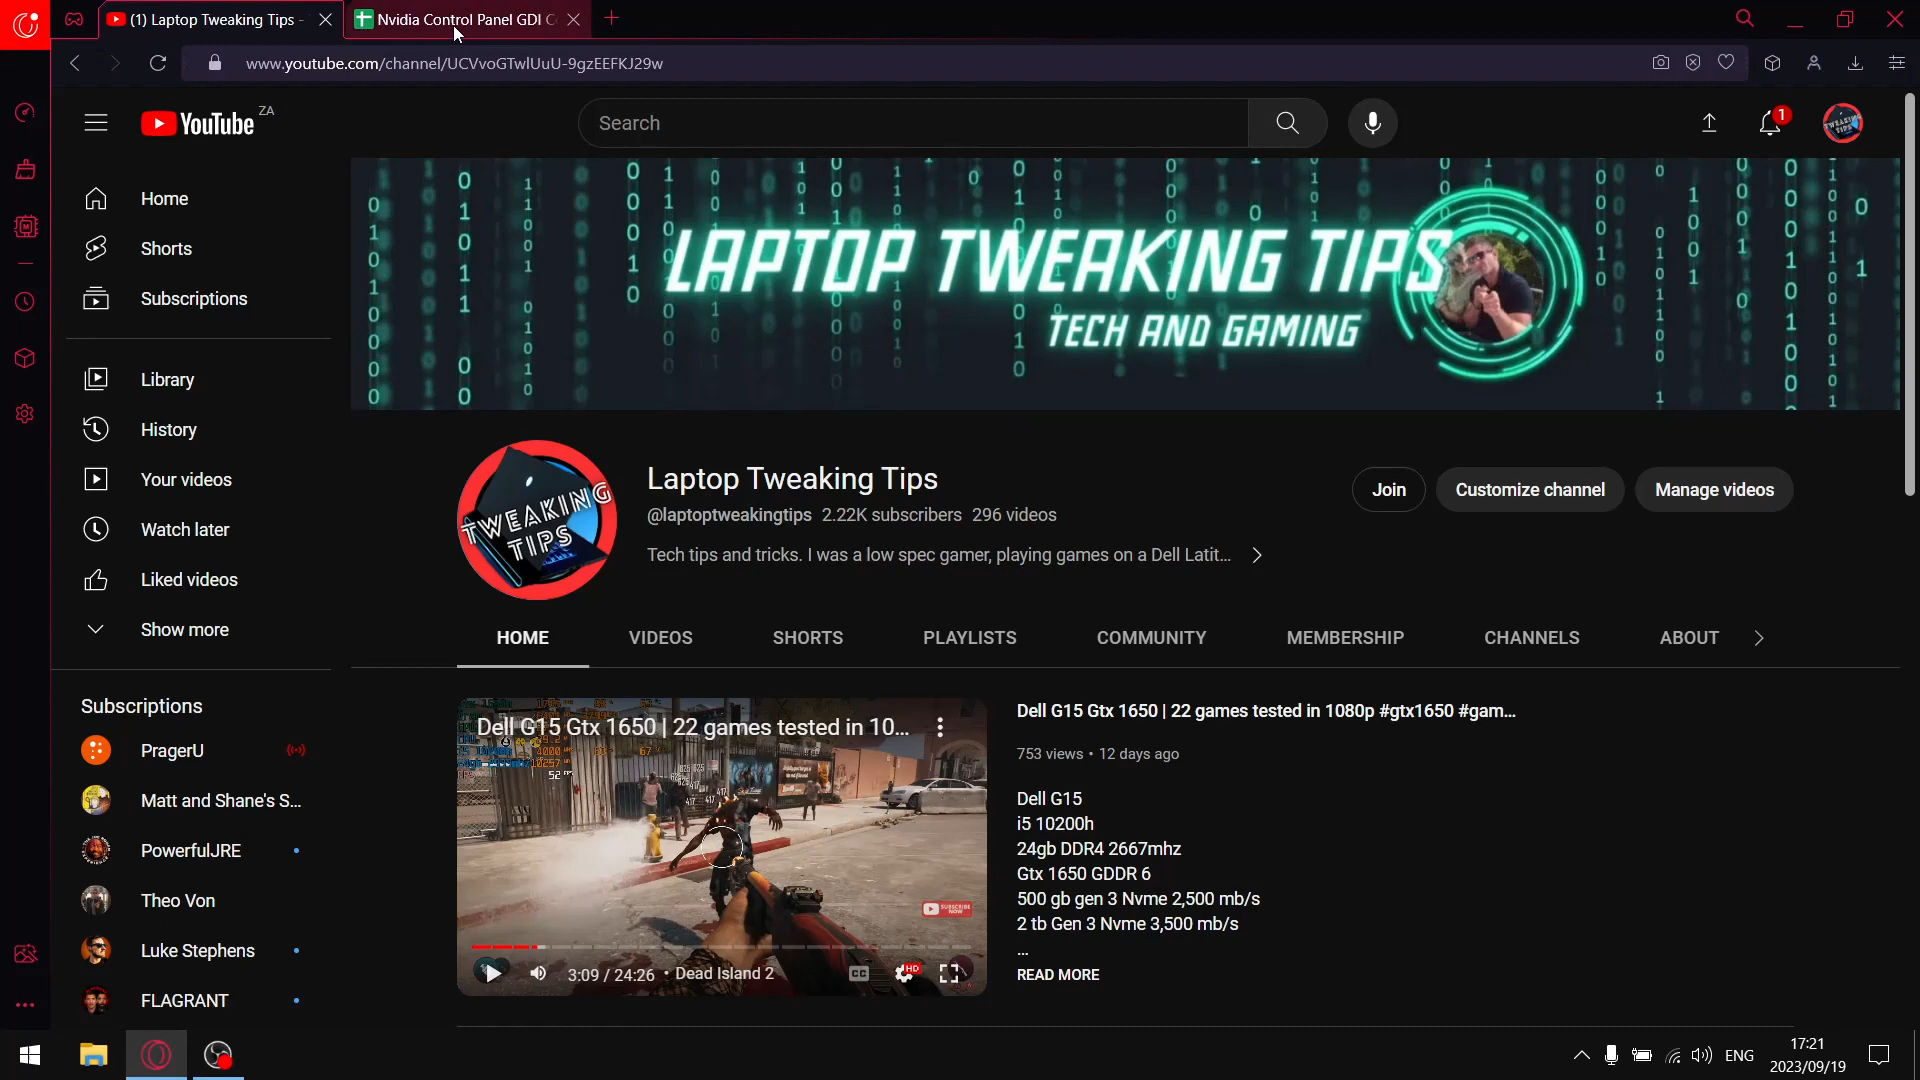 (1) Laptop Tweaking Tips -
Nvidia Control Panel GDI C
www.youtube.com/channel/UCVvoGTwlUuU-9gzEEFKJ29w
YouTube ZA
Search
1
Home
Shorts
Subscriptions
Library
History
Your videos
Watch later
Liked videos
Show more
Subscriptions
PragerU
Matt and Shane's S...
PowerfulJRE
Theo Von
Luke Stephens
FLAGRANT
LAPTOP TWEAKING TIPS
TECH AND GAMING
TWEAKING
TIPS
Laptop Tweaking Tips
@laptoptweakingtips 2.22K subscribers 296 videos
Tech tips and tricks. I was a low spec gamer, playing games on a Dell Latit...
Join
Customize channel
Manage videos
HOME
VIDEOS
SHORTS
PLAYLISTS
COMMUNITY
MEMBERSHIP
CHANNELS
ABOUT
Dell G15 Gtx 1650 | 22 games tested in 10...
52 FPS
SUBSCRIBE
NOW
3:09 / 24:26 • Dead Island 2
CC
HD
Dell G15 Gtx 1650 | 22 games tested in 1080p #gtx1650 #gam...
753 views • 12 days ago
Dell G15
i5 10200h
24gb DDR4 2667mhz
Gtx 1650 GDDR 6
500 gb gen 3 Nvme 2,500 mb/s
2 tb Gen 3 Nvme 3,500 mb/s
...
READ MORE
ENG
17:21
2023/09/19